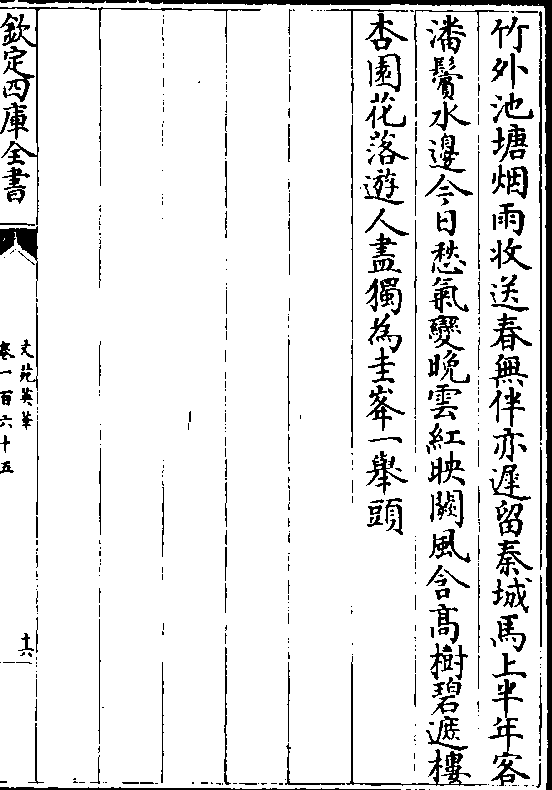 竹外池塘烟雨收送春無伴亦遲留秦城馬上半年客
潘鬢水邊今日愁氣變晚雲紅映闕風含高樹碧遮樓
杏園花落遊人盡獨為圭峯一舉頭
欽定四庫全書
文苑英華
卷一百六十五
十六